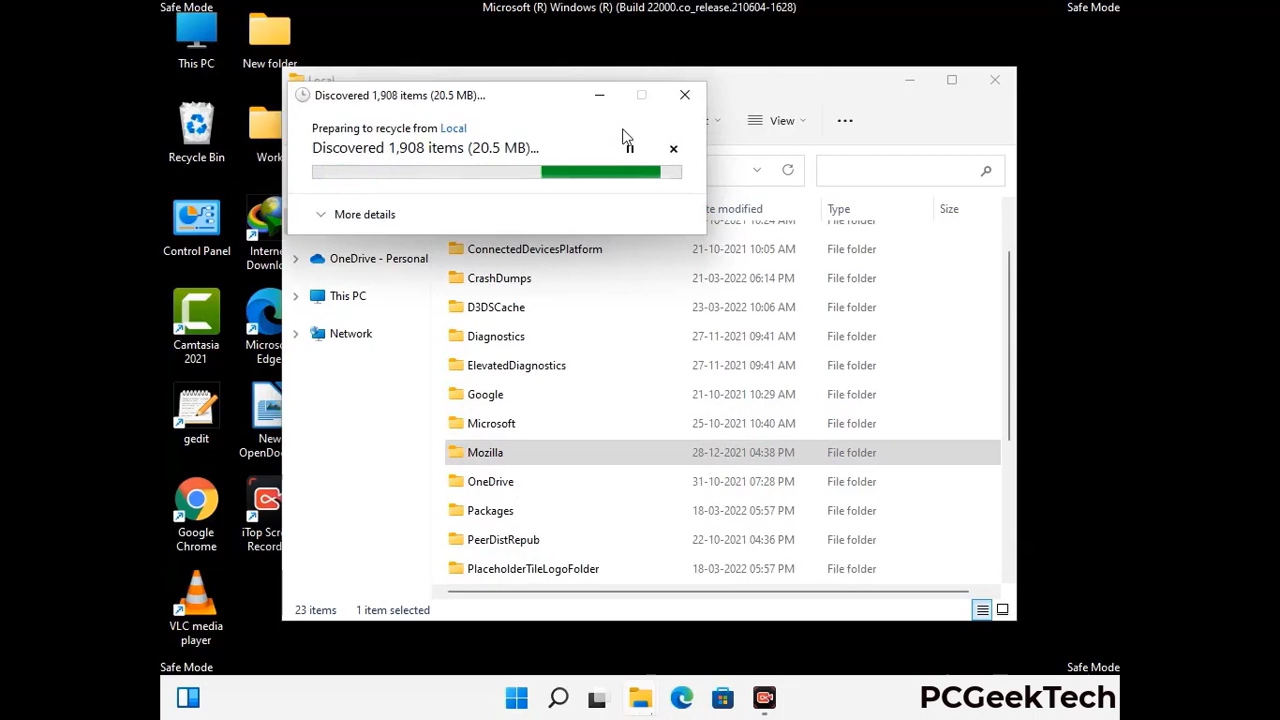 Safe Mode
Microsoft (R) Windows (R) (Build 22000.co_release.210604-1628)
Safe Mode
This PC
New folder
Recycle Bin
Work
Control Panel
Intern
Downlo
Camtasia
2021
Micros
Edge
gedit
New
OpenDo
Google
Chrome
iTop Scr
Record
VLC media
player
Local
Discovered 1,908 items (20.5 MB)...
Preparing to recycle from Local
Discovered 1,908 items (20.5 MB)...
More details
View
te modified
Type
Size
OneDrive - Personal
This PC
Network
File folder
ConnectedDevicesPlatform 21-10-2021 10:05 AM File folder
CrashDumps 21-03-2022 06:14 PM File folder
D3DSCache 23-03-2022 10:06 AM File folder
Diagnostics 27-11-2021 09:41 AM File folder
ElevatedDiagnostics 27-11-2021 09:41 AM File folder
Google 21-10-2021 10:29 AM File folder
Microsoft 25-10-2021 10:40 AM File folder
Mozilla 28-12-2021 04:38 PM File folder
OneDrive 31-10-2021 07:28 PM File folder
Packages 18-03-2022 05:57 PM File folder
PeerDistRepub 22-10-2021 04:36 PM File folder
PlaceholderTileLogoFolder 18-03-2022 05:57 PM File folder
23 items
1 item selected
Safe Mode
Safe Mode
PCGeekTech